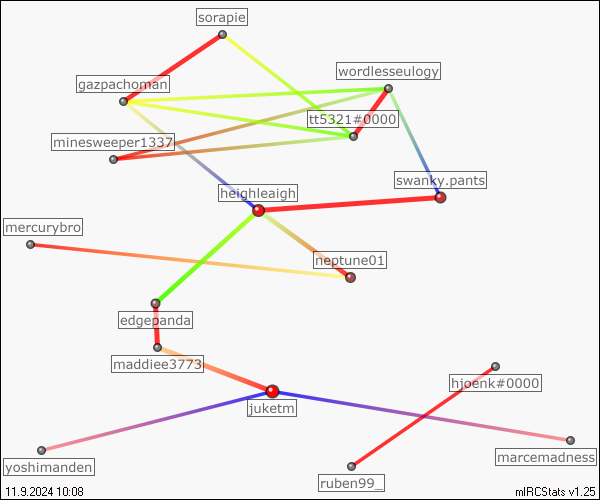 sorapie
wordlesseulogy
gazpachoman
tt5321#0000
minesweeper1337
swanky.pants
heighleaigh
mercurybro
neptune01
edgepanda
maddiee3773
hjoenk#0000
juketm
marcemadness
yoshimanden
ruben99_
11.9.2024 10:08
mIRCStats v1.25